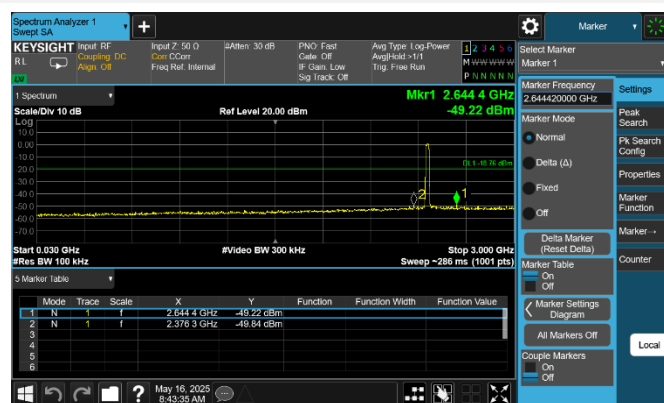 Spectrum Analyzer 1
Swept SA
+
Marker
KEYSIGHT
RL
Input: RF
Coupling: DC
Align: Off
Input Z: 50 Ω
Corr CCorr
Freq Ref: Internal
#Atten: 30 dB
PNO: Fast
Gate: Off
IF Gain: Low
Sig Track: Off
Avg Type: Log-Power
Avg|Hold:>1/1
Trig: Free Run
1 2 3 4 5 6
M W W W W W
P N N N N N
Select Marker
Marker 1
1 Spectrum
Scale/Div 10 dB
Ref Level 20.00 dBm
Mkr1 2.644 4 GHz
-49.22 dBm
Log
10.0
0.00
-10.0
-20.0
-30.0
-40.0
-50.0
-60.0
-70.0
DL1 -18.76 dBm
2
1
Start 0.030 GHz
#Video BW 300 kHz
Stop 3.000 GHz
#Res BW 100 kHz
Sweep ~286 ms (1001 pts)
5 Marker Table
Mode Trace Scale X Y Function Function Width Function Value
1 N 1 f 2.644 4 GHz -49.22 dBm
2 N 1 f 2.376 3 GHz -49.84 dBm
3
4
5
6
Marker Frequency
2.644420000 GHz
Marker Mode
Normal
Delta (Δ)
Fixed
Off
Delta Marker
(Reset Delta)
Marker Table
On
Off
Marker Settings
Diagram
All Markers Off
Couple Markers
On
Off
Settings
Peak
Search
Pk Search
Config
Properties
Marker
Function
Marker→
Counter
Local
?
May 16, 2025
8:43:35 AM